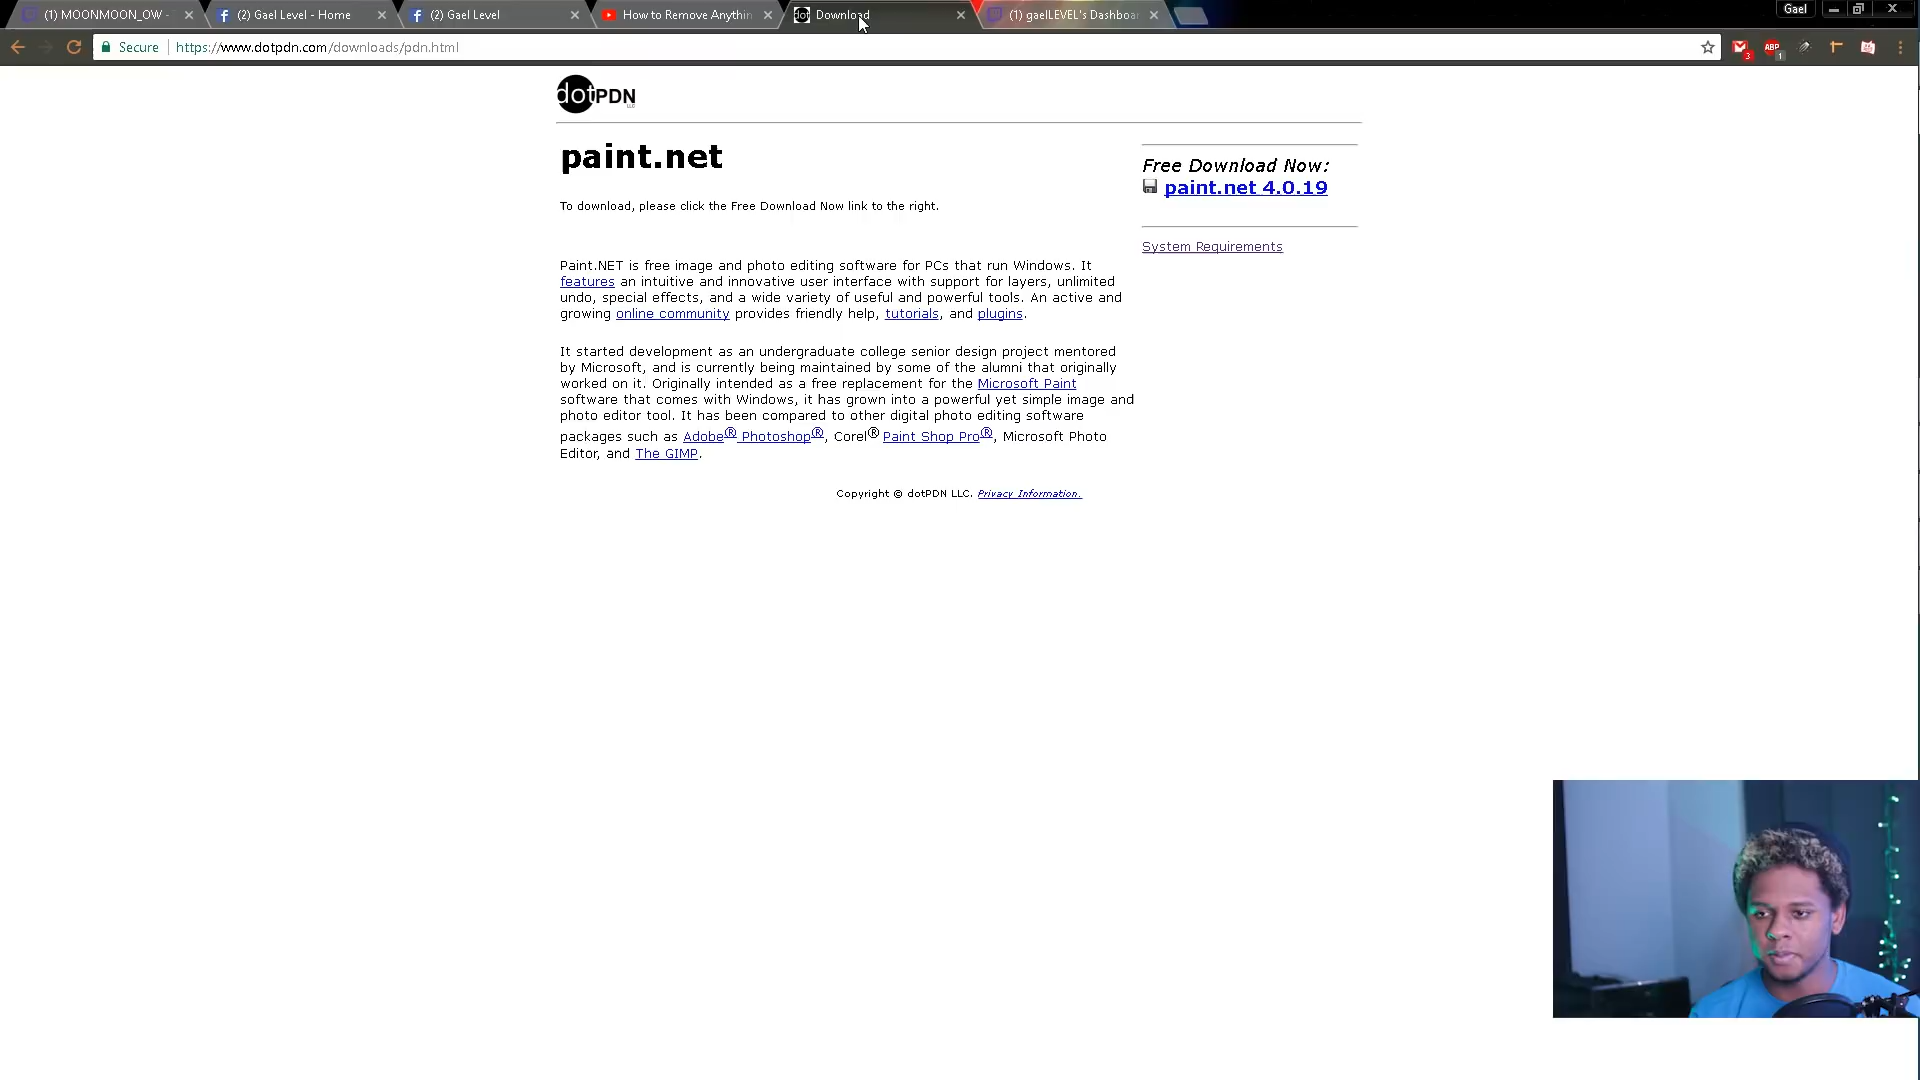 (1) MOONMOON_OW -
(2) Gael Level - Home
(2) Gael Level
How to Remove Anythin
Download
(1) gaelLEVEL's Dashboa
Gael
Secure
https://www.dotpdn.com/downloads/pdn.html
3
ABP
1
dotPDN
LLC
paint.net
To download, please click the Free Download Now link to the right.
Free Download Now:
paint.net 4.0.19
System Requirements
Paint.NET is free image and photo editing software for PCs that run Windows. It
features an intuitive and innovative user interface with support for layers, unlimited
undo, special effects, and a wide variety of useful and powerful tools. An active and
growing online community provides friendly help, tutorials, and plugins.
It started development as an undergraduate college senior design project mentored
by Microsoft, and is currently being maintained by some of the alumni that originally
worked on it. Originally intended as a free replacement for the Microsoft Paint
software that comes with Windows, it has grown into a powerful yet simple image and
photo editor tool. It has been compared to other digital photo editing software
packages such as Adobe® Photoshop®, Corel® Paint Shop Pro®, Microsoft Photo
Editor, and The GIMP.
Copyright © dotPDN LLC. Privacy Information.